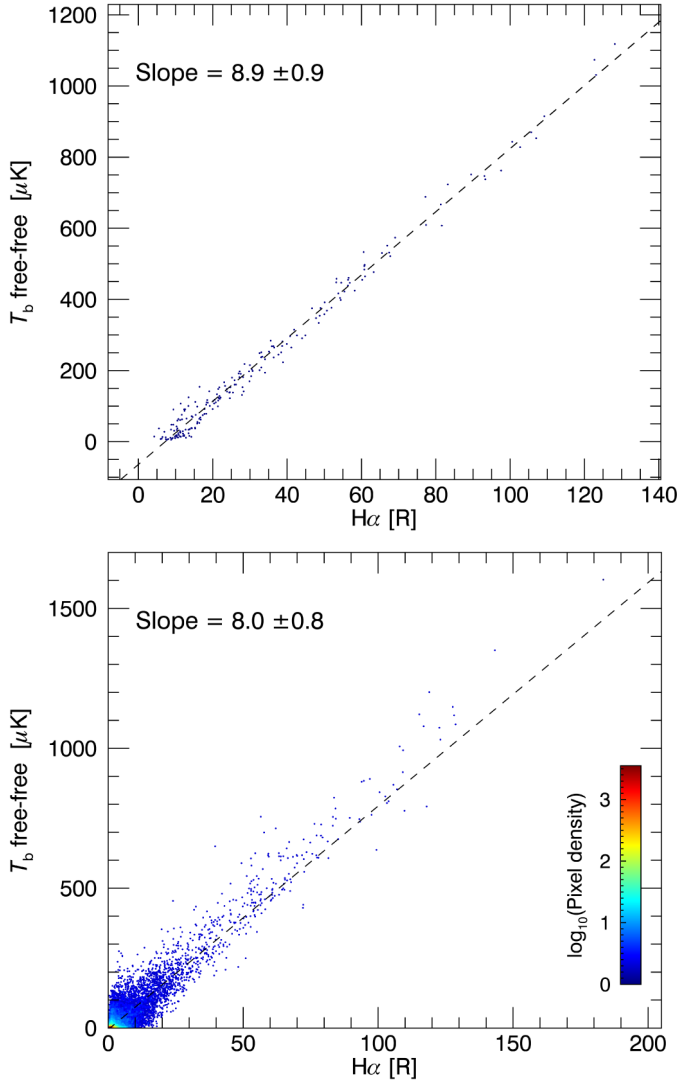 1200
Slope = 8.9 ±0.9
1000
800
600
400
200
0
T_b free-free [μK]
0 20 40 60 80 100 120 140
Hα [R]
1500
Slope = 8.0 ±0.8
1000
500
0
T_b free-free [μK]
3
2
1
0
log₁₀(Pixel density)
0 50 100 150 200
Hα [R]